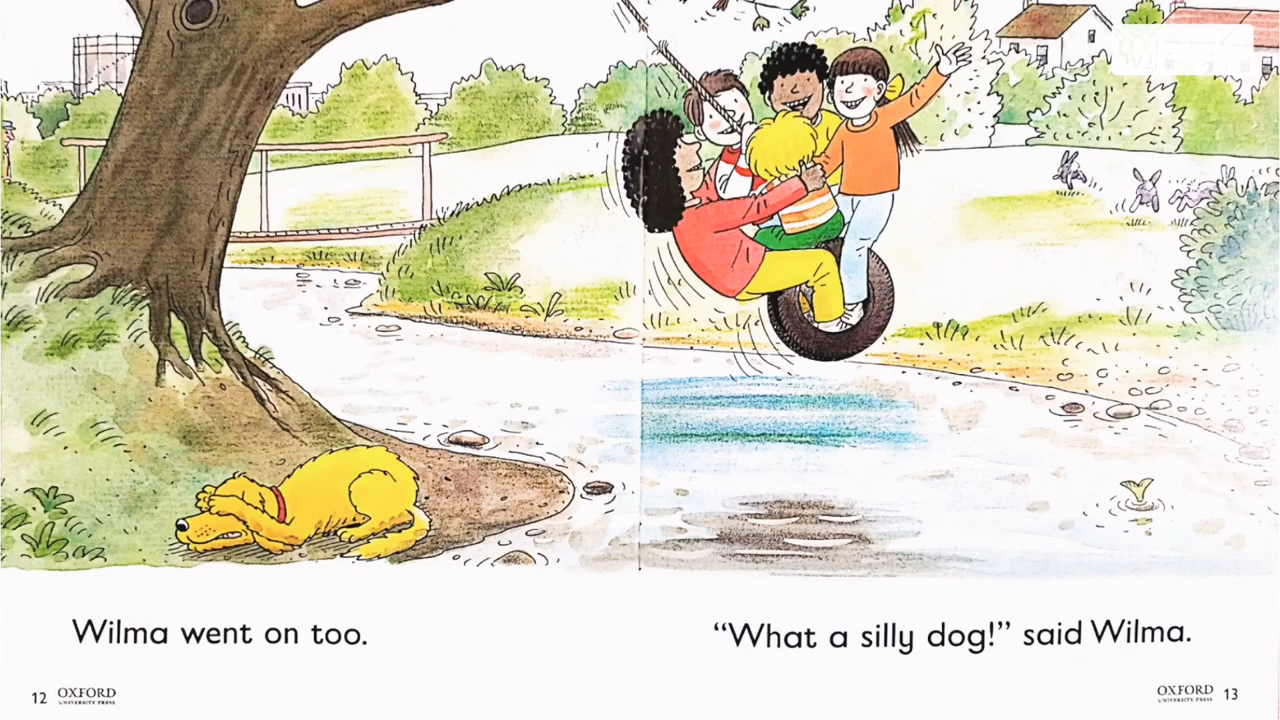 Wilma went on too.
“What a silly dog!” said Wilma.
12 OXFORD
UNIVERSITY PRESS
OXFORD
UNIVERSITY PRESS 13